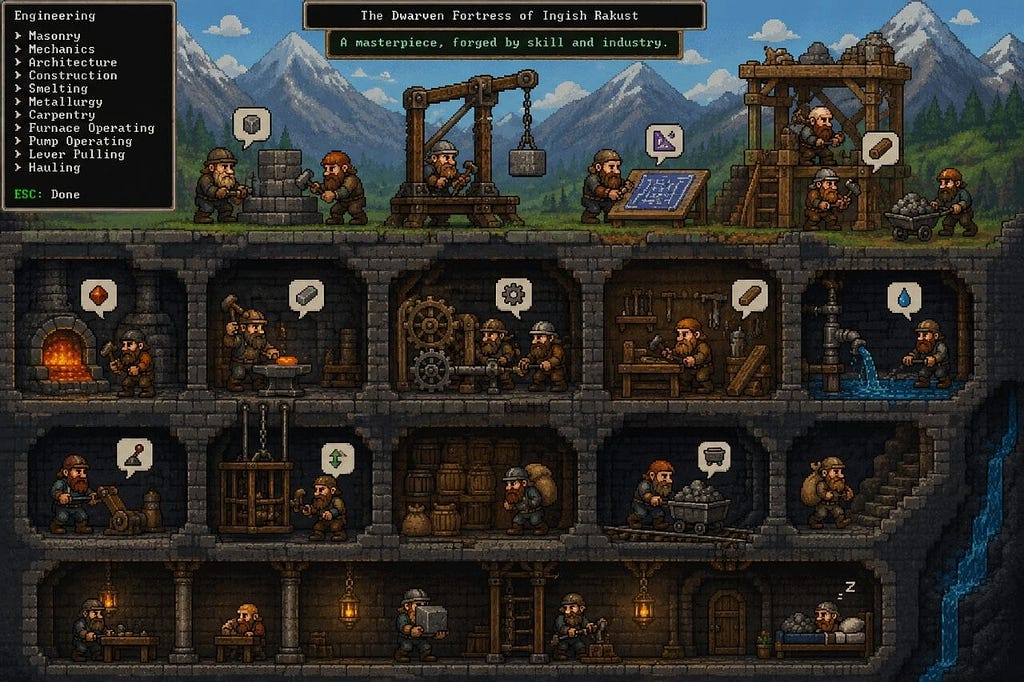 Engineering
> Masonry
> Mechanics
> Architecture
> Construction
> Smelting
> Metallurgy
> Carpentry
> Furnace Operating
> Pump Operating
> Lever Pulling
> Hauling
ESC: Done
The Dwarven Fortress of Ingish Rakust
A masterpiece, forged by skill and industry.
Z